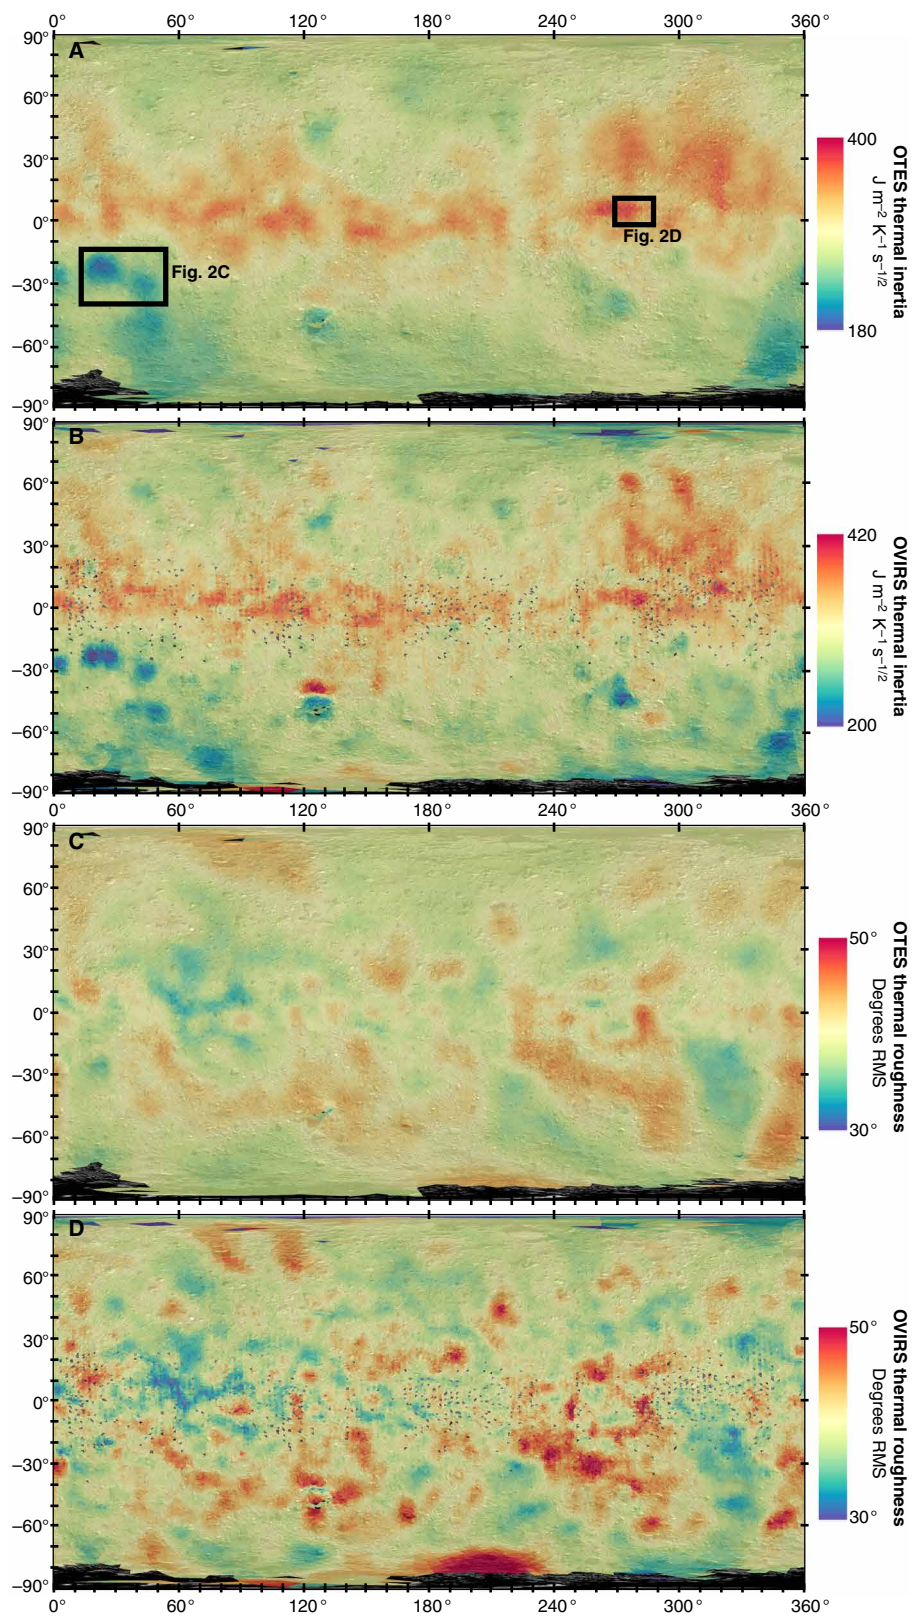 0° 60° 120° 180° 240° 300° 360°
A
90°
60°
30°
0°
−30°
−60°
−90°
Fig. 2C
Fig. 2D
400
180
OTES thermal inertia
J m−2 K−1 s−1/2
B
90°
60°
30°
0°
−30°
−60°
−90°
420
200
OVIRS thermal inertia
J m−2 K−1 s−1/2
0° 60° 120° 180° 240° 300° 360°
C
90°
60°
30°
0°
−30°
−60°
−90°
50°
30°
OTES thermal roughness
Degrees RMS
D
90°
60°
30°
0°
−30°
−60°
−90°
50°
30°
OVIRS thermal roughness
Degrees RMS
0 60° 120° 180° 240° 300° 360°